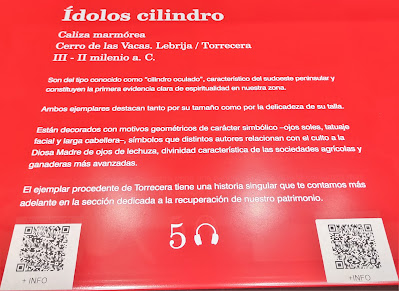 Ídolos cilindro
Caliza marmórea
Cerro de las Vacas. Lebrija / Torrecera
III - II milenio a. C.
Son del tipo conocido como "cilindro oculado", característico del sudoeste peninsular y
constituyen la primera evidencia clara de espiritualidad en nuestra zona.
Ambos ejemplares destacan tanto por su tamaño como por la delicadeza de su talla.
Están decorados con motivos geométricos de carácter simbólico –ojos soles, tatuaje
facial y larga cabellera–, símbolos que distintos autores relacionan con el culto a la
Diosa Madre de ojos de lechuza, divinidad característica de las sociedades agrícolas y
ganaderas más avanzadas.
El ejemplar procedente de Torrecera tiene una historia singular que te contamos más
adelante en la sección dedicada a la recuperación de nuestro patrimonio.
5
+ INFO
+ INFO